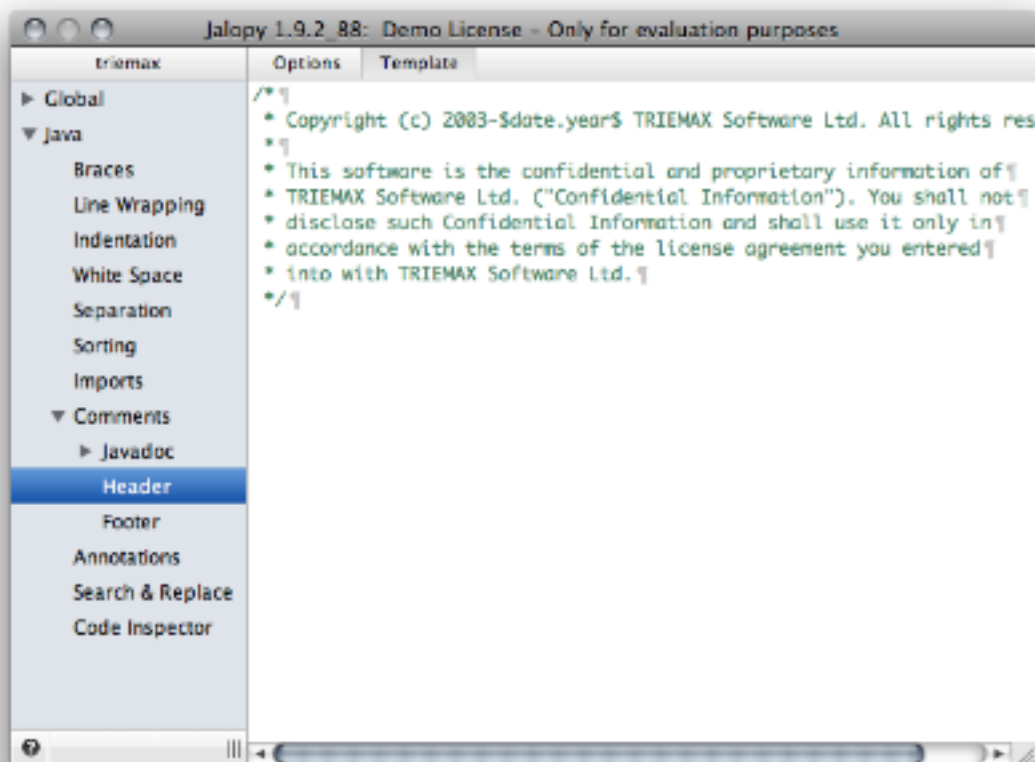 Jalopy 1.9.2_88: Demo License – Only for evaluation purposes
triemax
Options Template
Global
Java
Braces
Line Wrapping
Indentation
White Space
Separation
Sorting
Imports
Comments
Javadoc
Header
Footer
Annotations
Search & Replace
Code Inspector
/*¶
* Copyright (c) 2003-$date.year$ TRIEMAX Software Ltd. All rights res
*¶
* This software is the confidential and proprietary information of¶
* TRIEMAX Software Ltd. ("Confidential Information"). You shall not¶
* disclose such Confidential Information and shall use it only in¶
* accordance with the terms of the license agreement you entered¶
* into with TRIEMAX Software Ltd.¶
*/¶